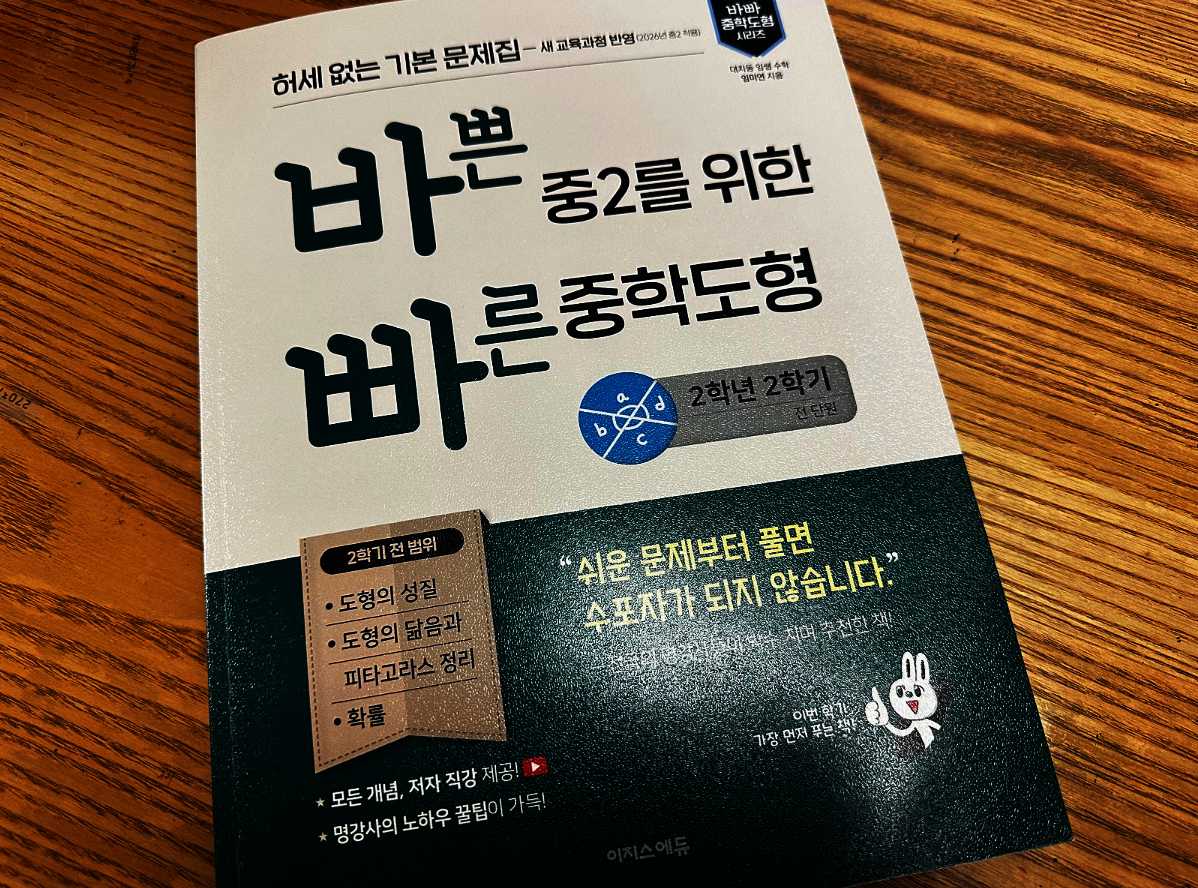 바빠
중학도형
시리즈
대치동 임쌤 수학
임미연 지음
허세 없는 기본 문제집 – 새 교육과정 반영 (2026년 중2 적용)
바쁜 중2를 위한
빠른 중학도형
2학년 2학기
전 단원
a
b
c
d
2학기 전 범위
• 도형의 성질
• 도형의 닮음과
피타고라스 정리
• 확률
“쉬운 문제부터 풀면
수포자가 되지 않습니다.”
추천한 책!
이번 학기,
가장 먼저 푸는 책!
★ 모든 개념, 저자 직강 제공!
★ 명강사의 노하우 꿀팁이 가득!
이지스에듀